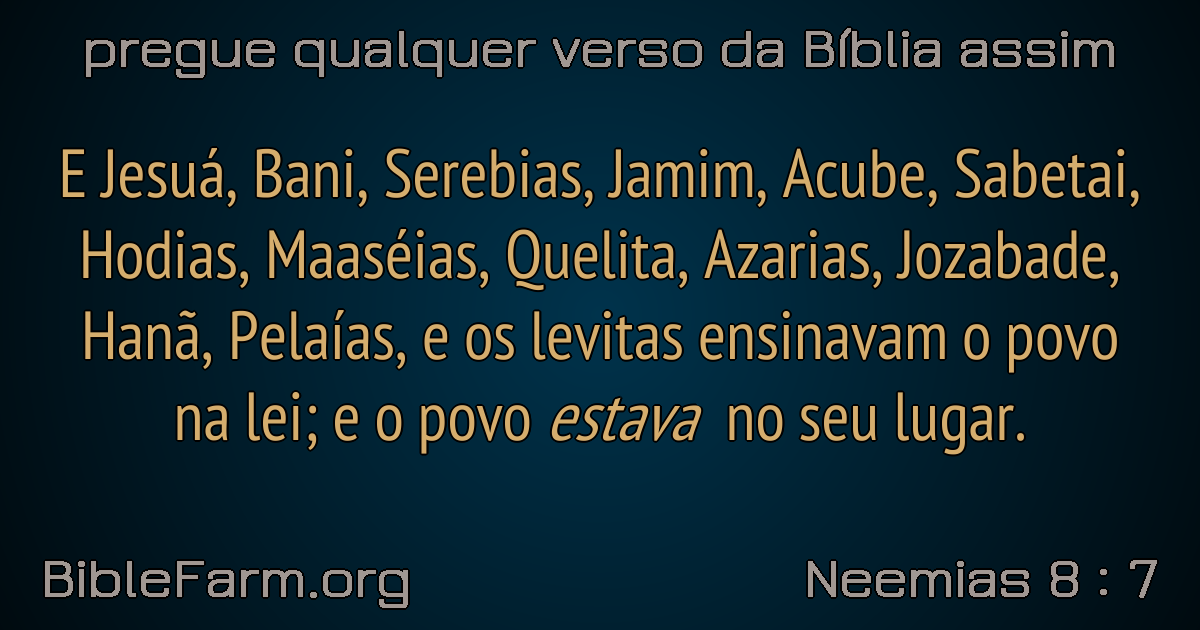 pregue qualquer verso da Bíblia assim
E Jesuá, Bani, Serebias, Jamim, Acube, Sabetai,
Hodias, Maaséias, Quelita, Azarias, Jozabade,
Hanã, Pelaías, e os levitas ensinavam o povo
na lei; e o povo estava no seu lugar.
BibleFarm.org
Neemias 8 : 7